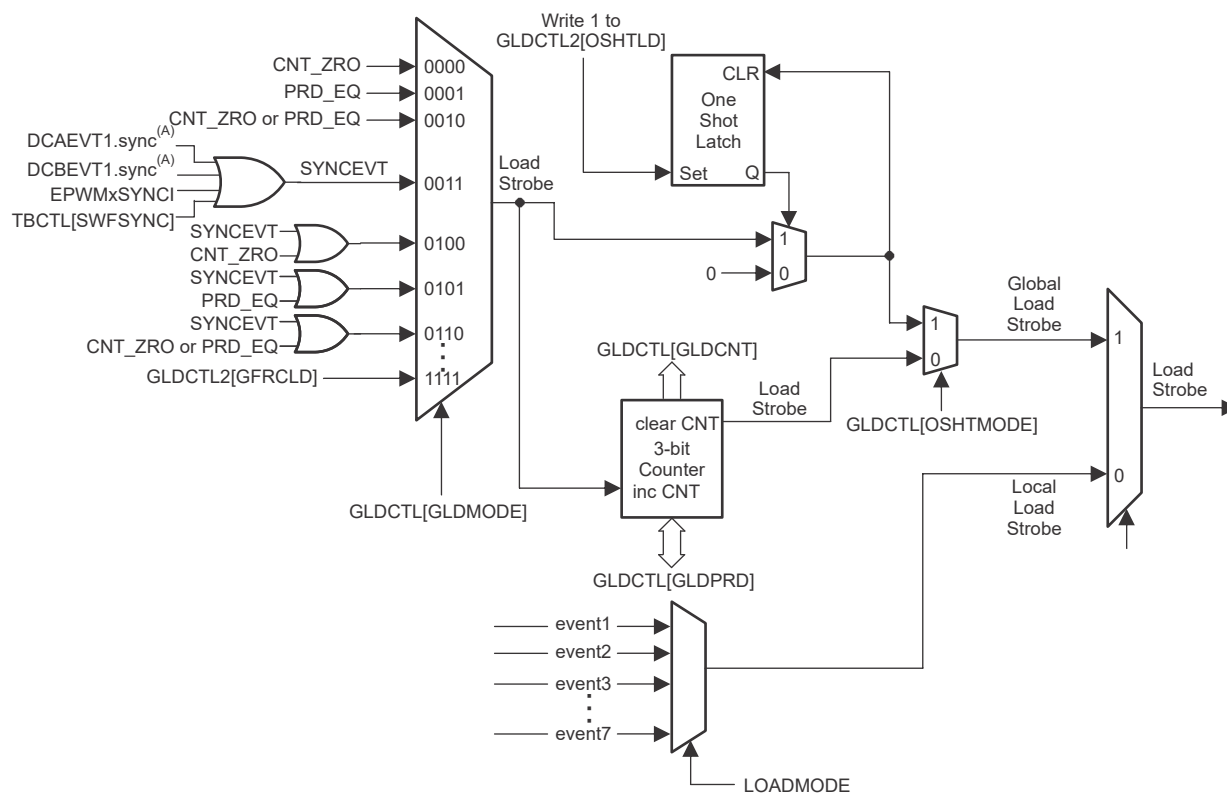 Write 1 to
GLDCTL2[OSHTLD]
CNT_ZRO
0000
PRD_EQ
0001
CNT_ZRO or PRD_EQ
0010
DCAEVT1.sync(A)
DCBEVT1.sync(A)
EPWMxSYNCI
TBCTL[SWFSYNC]
SYNCEVT
0011
SYNCEVT
CNT_ZRO
0100
SYNCEVT
PRD_EQ
0101
SYNCEVT
CNT_ZRO or PRD_EQ
0110
GLDCTL2[GFRCLD]
1111
GLDCTL[GLDMODE]
Load
Strobe
CLR
One
Shot
Latch
Set
Q
1
0
0
Global
Load
Strobe
1
0
GLDCTL[OSHTMODE]
GLDCTL[GLDCNT]
clear CNT
3-bit
Counter
inc CNT
Load
Strobe
GLDCTL[GLDPRD]
1
0
Load
Strobe
Local
Load
Strobe
event1
event2
event3
event7
LOADMODE